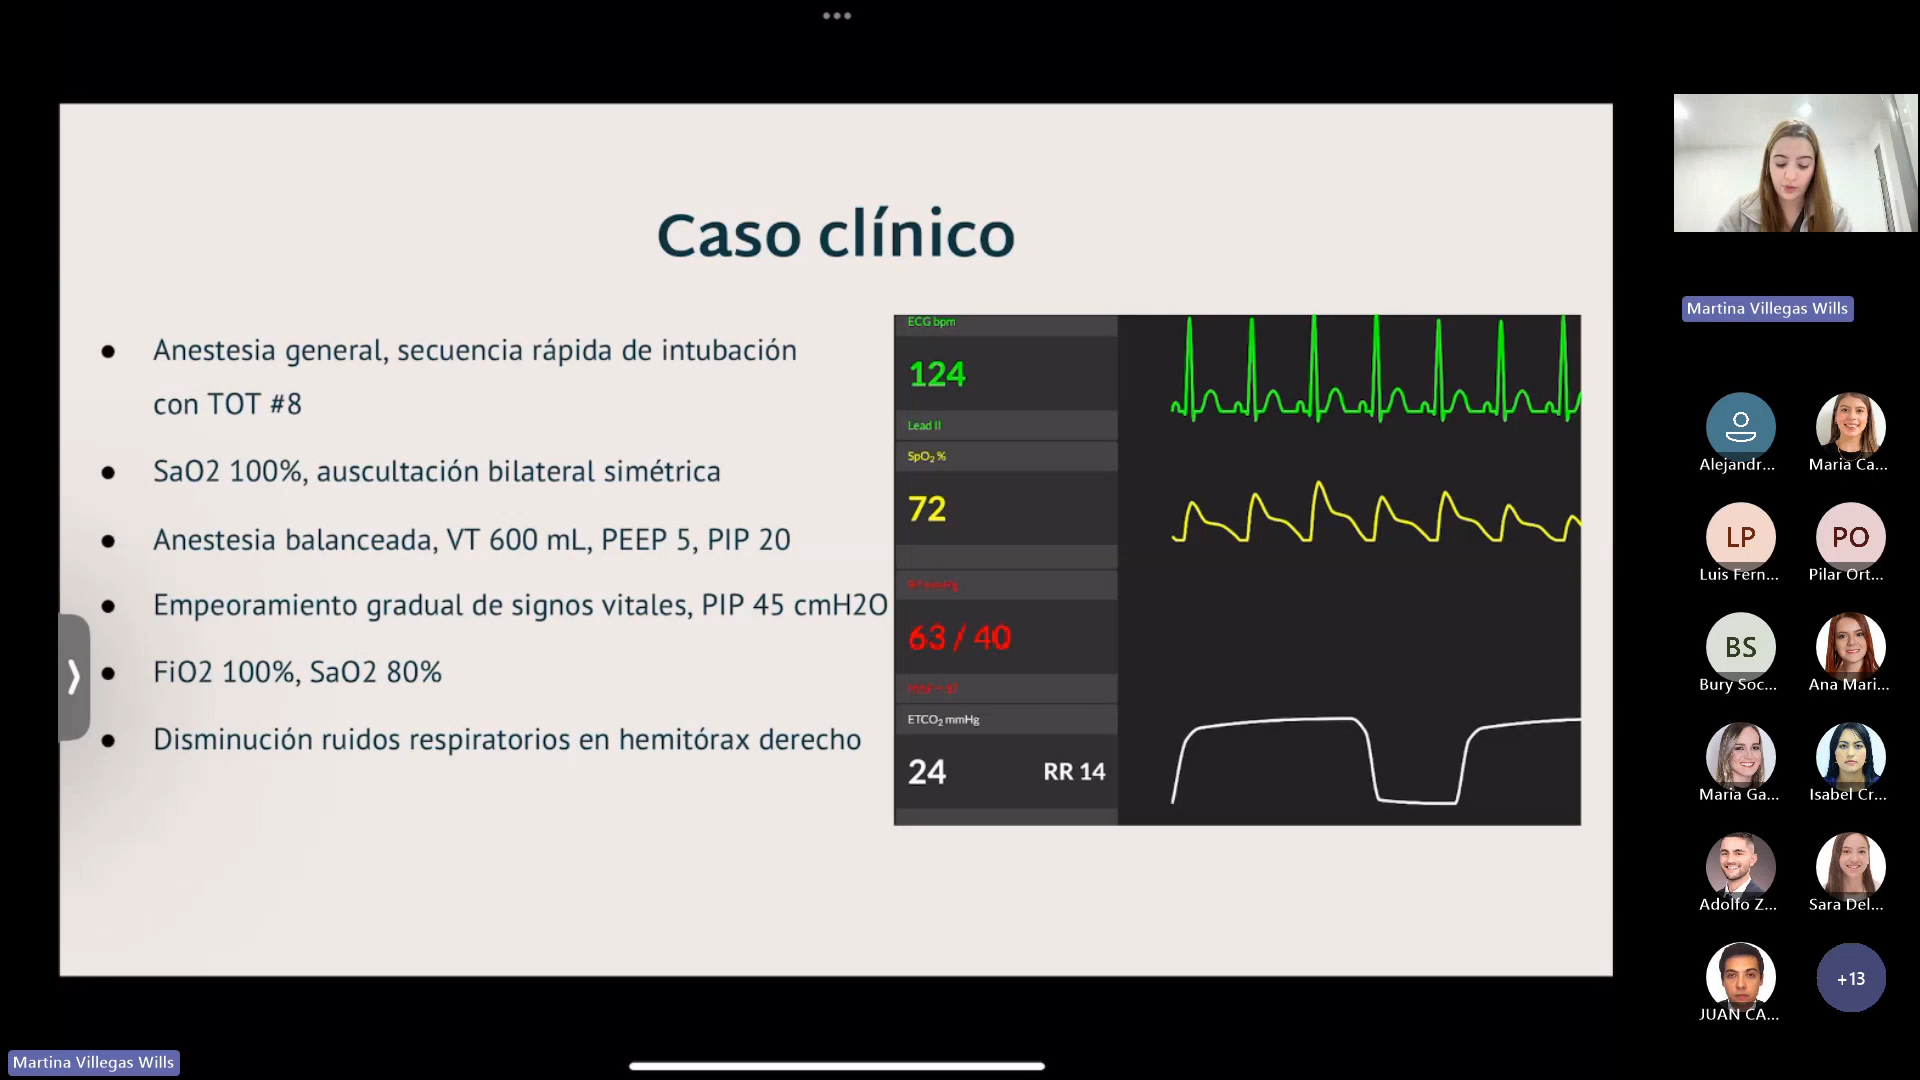 Caso clínico
Anestesia general, secuencia rápida de intubación
con TOT #8
SaO2 100%, auscultación bilateral simétrica
Anestesia balanceada, VT 600 mL, PEEP 5, PIP 20
Empeoramiento gradual de signos vitales, PIP 45 cmH2O
FiO2 100%, SaO2 80%
Disminución ruidos respiratorios en hemitórax derecho
ECG bpm
124
Lead II
SpO₂ %
72
63 / 40
ETCO₂ mmHg
24 RR 14
Martina Villegas Wills
Alejandr...
Maria Ca...
LP
Luis Fern...
PO
Pilar Ort...
BS
Bury Soc...
Ana Mari...
Maria Ga...
Isabel Cr...
Adolfo Z...
Sara Del...
JUAN CA...
+13
Martina Villegas Wills